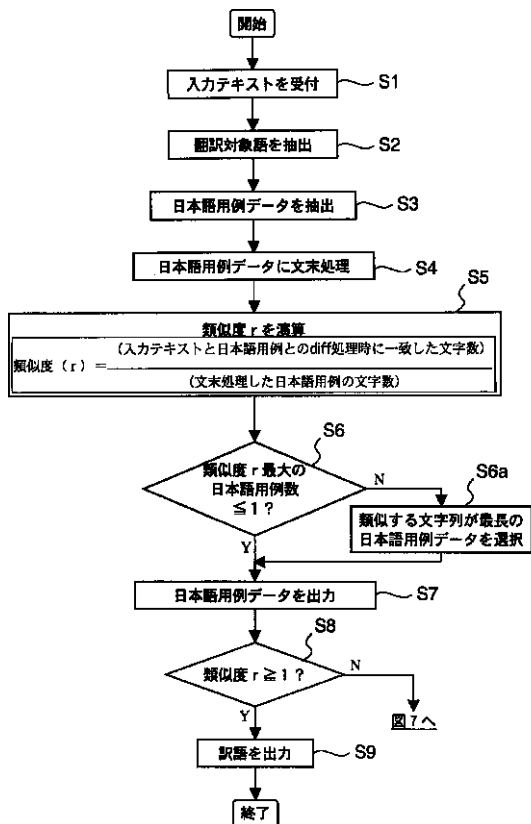 開始
入力テキストを受付
S1
翻訳対象語を抽出
S2
日本語用例データを抽出
S3
日本語用例データに文末処理
S4
S5
類似度 r を演算
類似度 (r) =
(入力テキストと日本語用例とのdiff処理時に一致した文字数)
(文末処理した日本語用例の文字数)
S6
類似度 r 最大の
日本語用例数
≦1?
N
Y
S6a
類似する文字列が最長の
日本語用例データを選択
日本語用例データを出力
S7
S8
類似度 r ≧1?
N
Y
図7へ
訳語を出力
S9
終了